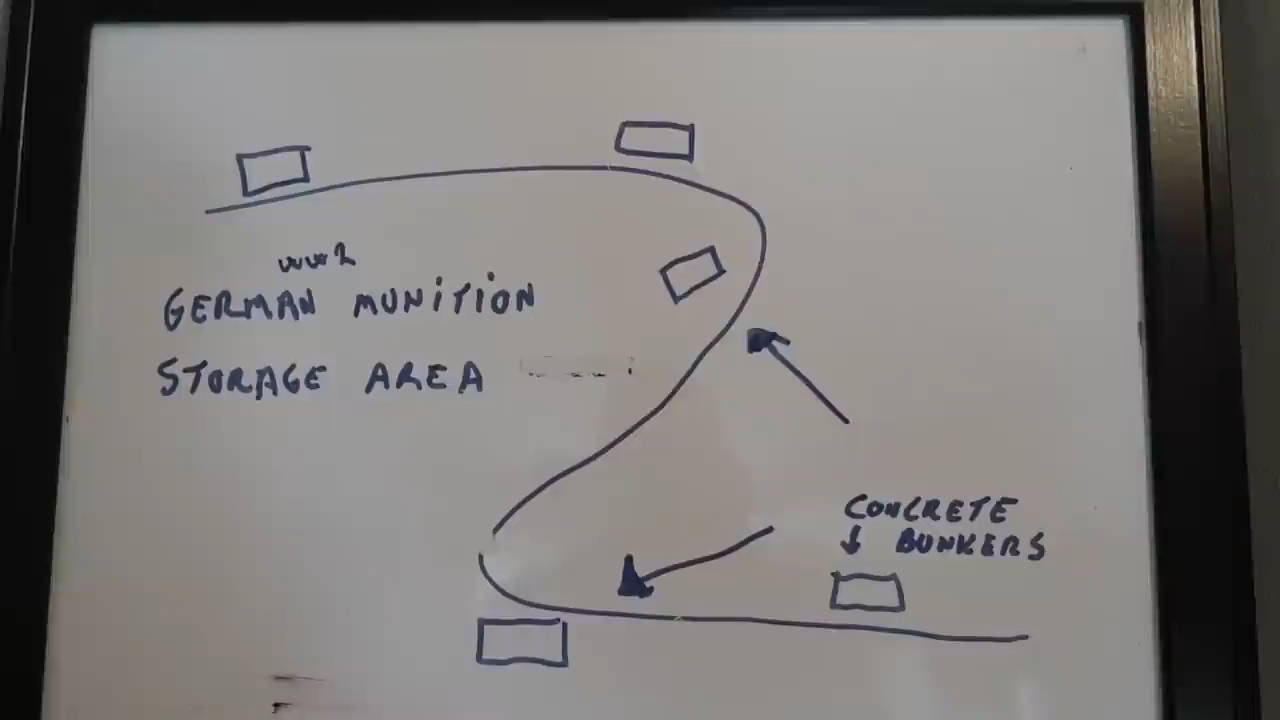 WW2
GERMAN MUNiTiON
STORAGE AREA
CONCRETE
BUNKERS